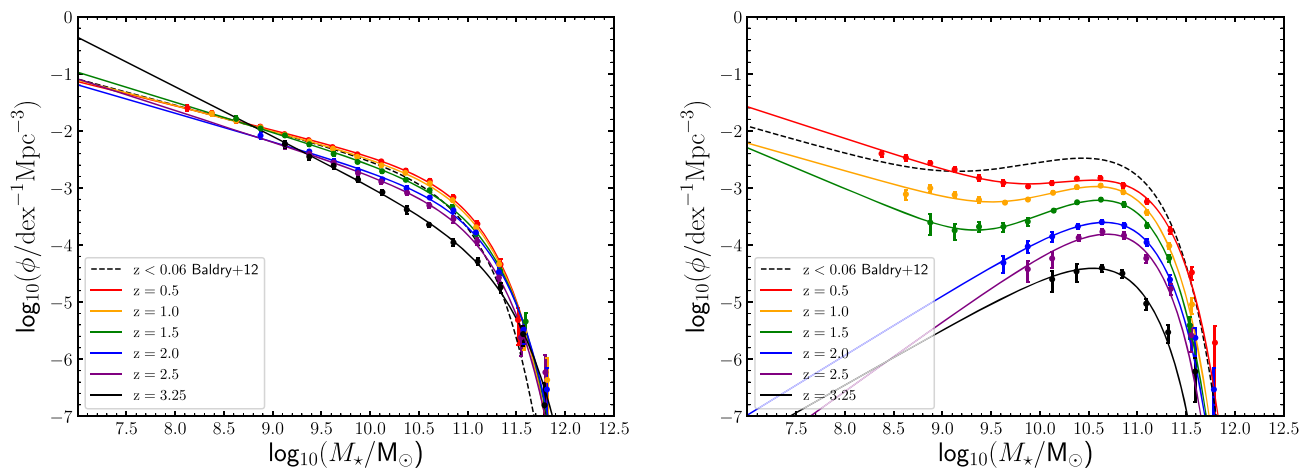 0
−1
−2
−3
−4
−5
−6
−7
log₁₀(ϕ/dex⁻¹Mpc⁻³)
z < 0.06 Baldry+12
z = 0.5
z = 1.0
z = 1.5
z = 2.0
z = 2.5
z = 3.25
7.5 8.0 8.5 9.0 9.5 10.0 10.5 11.0 11.5 12.0 12.5
log₁₀(M⋆/M⊙)
0
−1
−2
−3
−4
−5
−6
−7
log₁₀(ϕ/dex⁻¹Mpc⁻³)
z < 0.06 Baldry+12
z = 0.5
z = 1.0
z = 1.5
z = 2.0
z = 2.5
z = 3.25
7.5 8.0 8.5 9.0 9.5 10.0 10.5 11.0 11.5 12.0 12.5
log₁₀(M⋆/M⊙)